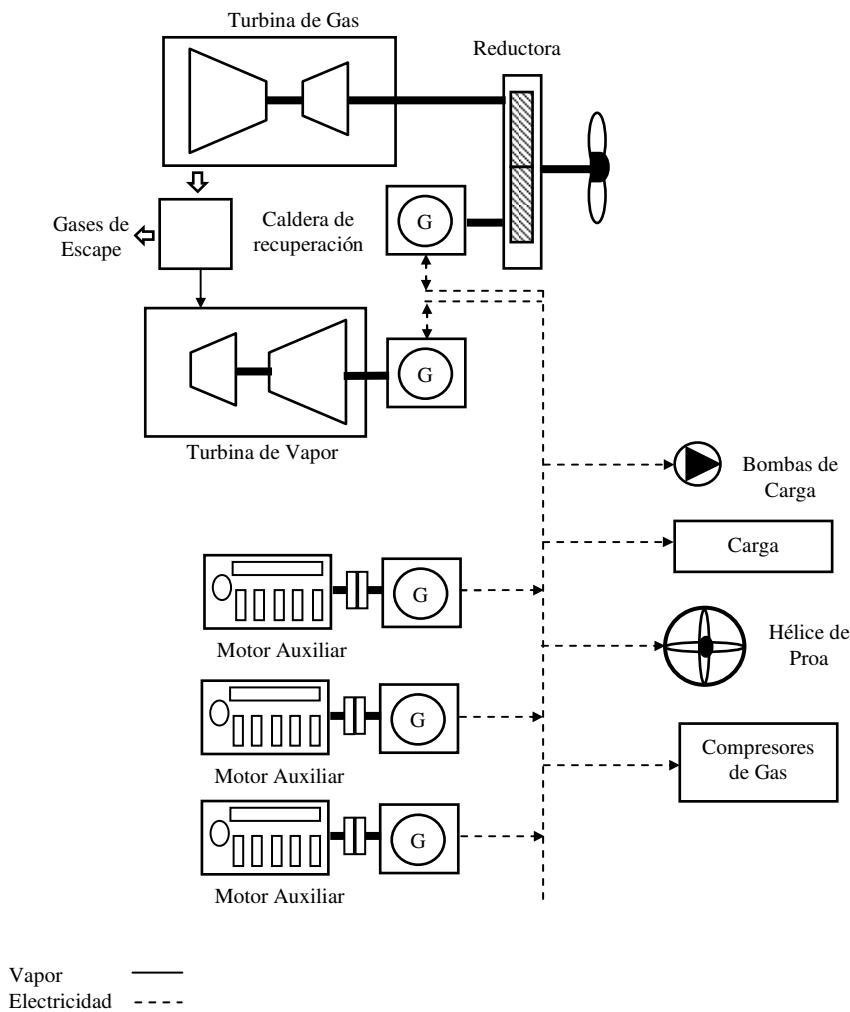 Turbina de Gas
Reductora
Gases de
Escape
Caldera de
recuperación
G
G
Turbina de Vapor
Bombas de
Carga
Carga
G
Motor Auxiliar
Hélice de
Proa
G
Motor Auxiliar
Compresores
de Gas
G
Motor Auxiliar
Vapor
Electricidad